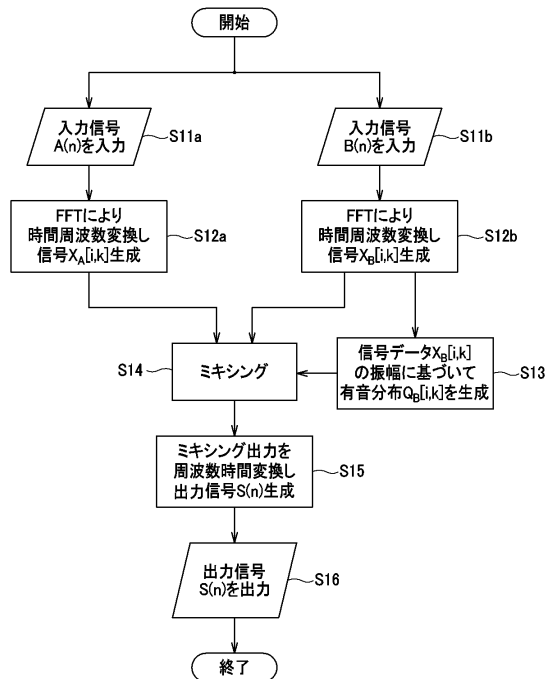 開始
入力信号
A(n)を入力
S11a
入力信号
B(n)を入力
S11b
FFTにより
時間周波数変換し
信号X_A[i,k]生成
S12a
FFTにより
時間周波数変換し
信号X_B[i,k]生成
S12b
S14
ミキシング
信号データX_B[i,k]
の振幅に基づいて
有音分布Q_B[i,k]を生成
S13
ミキシング出力を
周波数時間変換し
出力信号S(n)生成
S15
出力信号
S(n)を出力
S16
終了